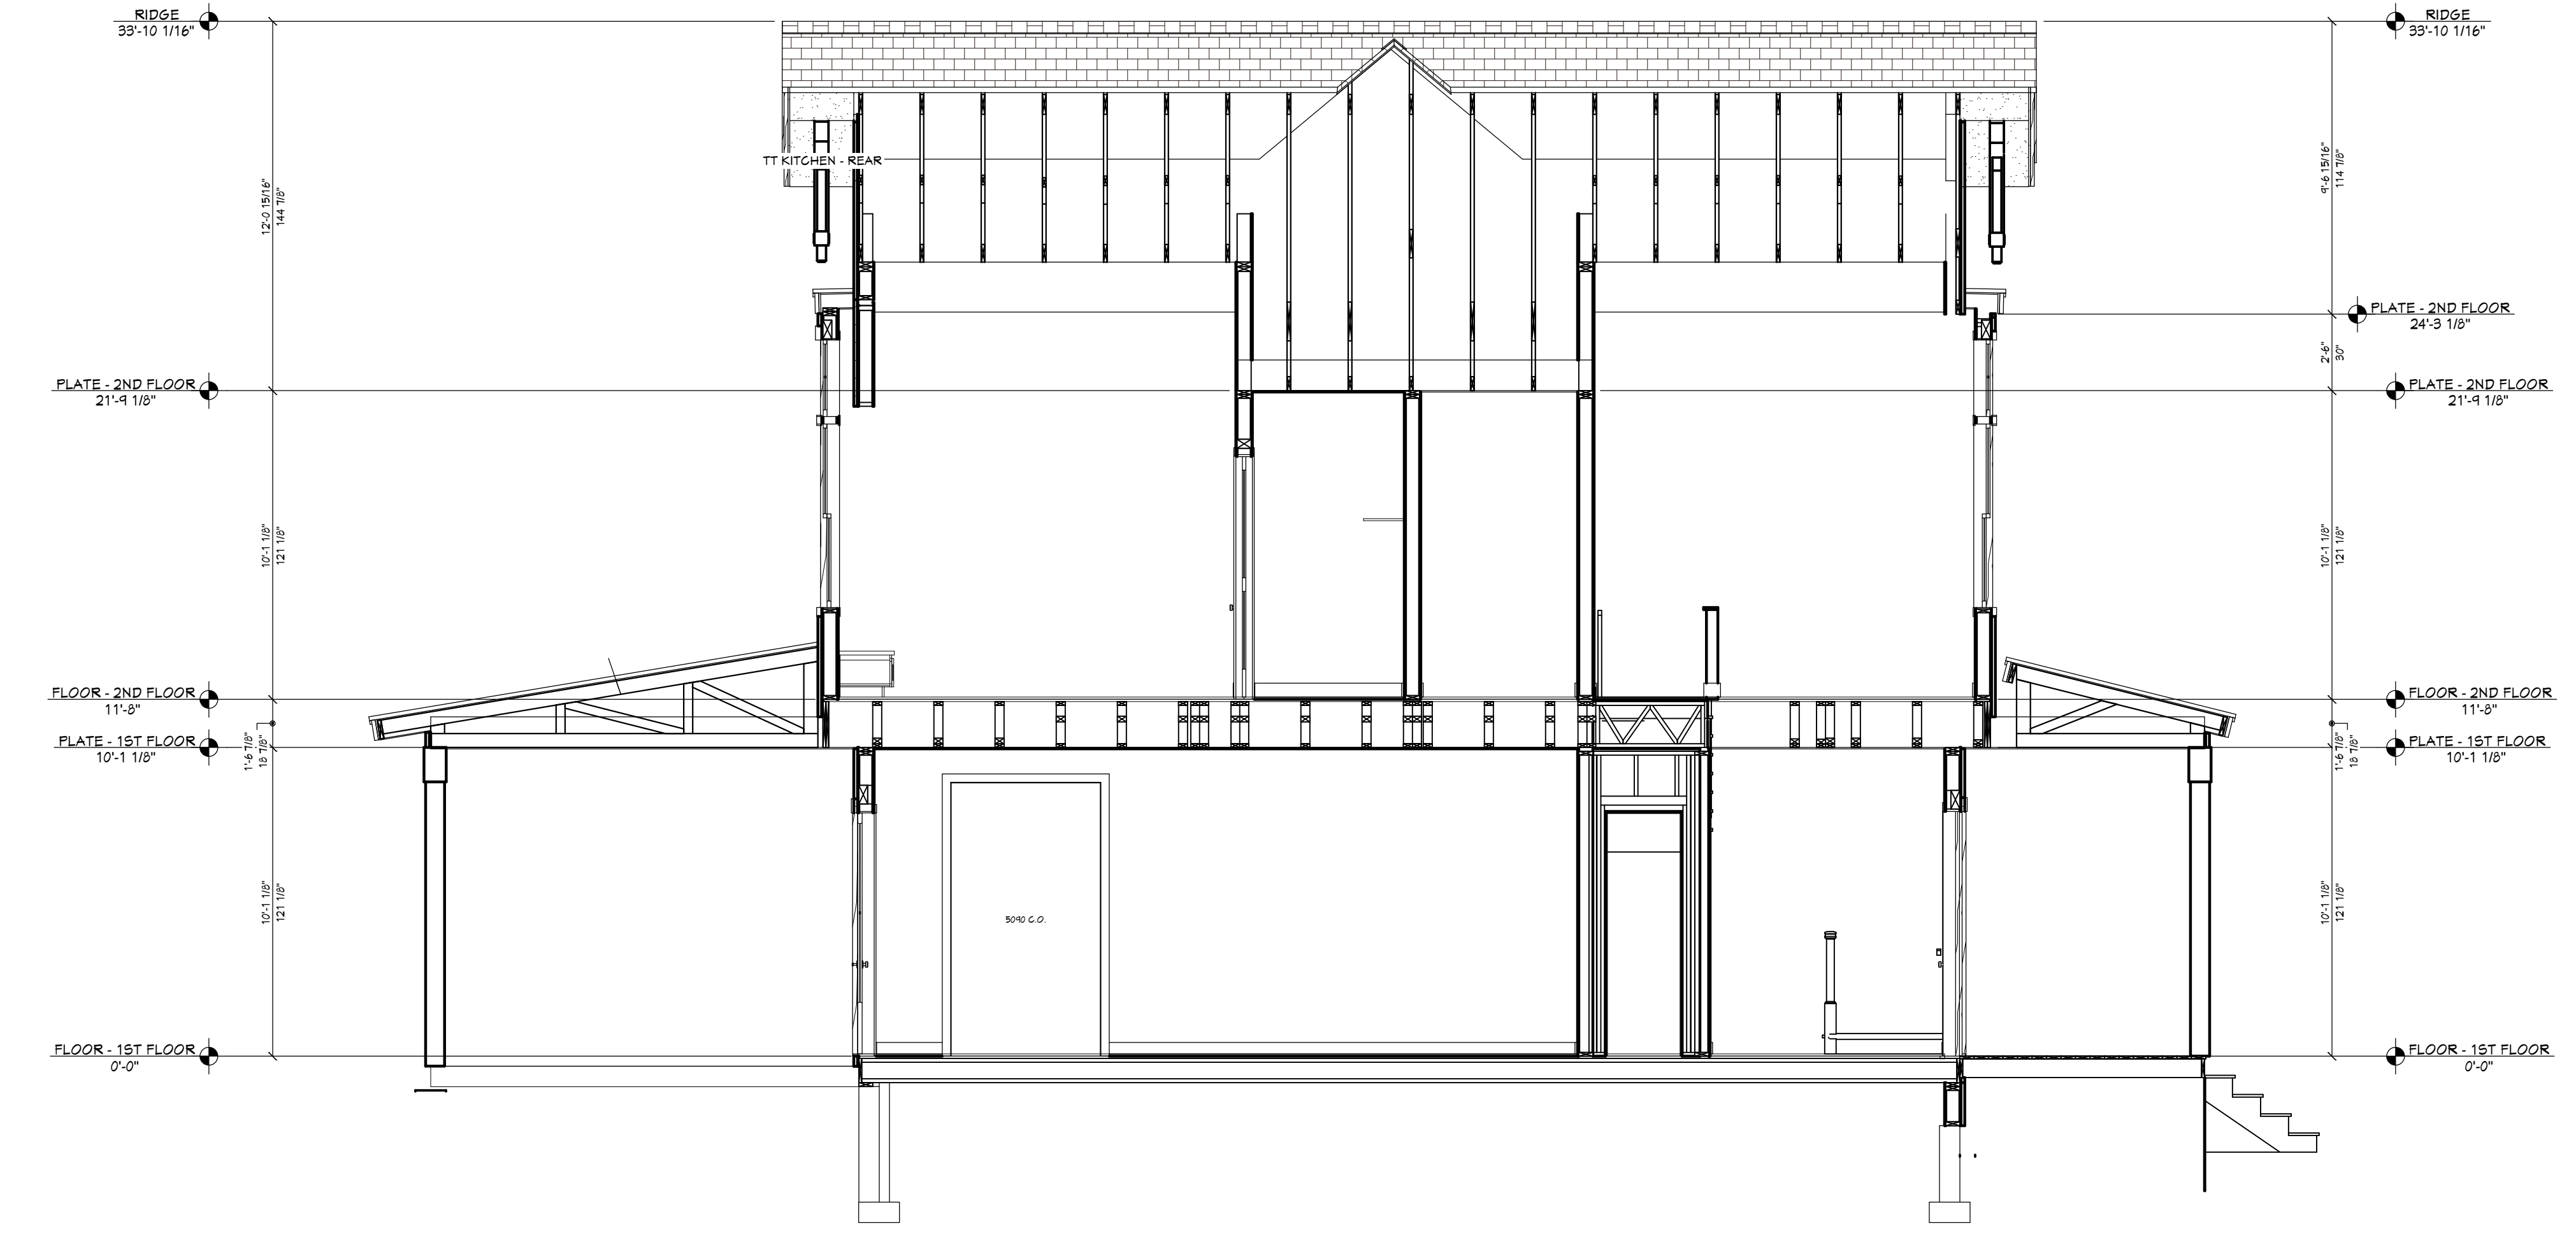 RIDGE
33'-10 1/16"
RIDGE
33'-10 1/16"
TT KITCHEN - REAR
12'-0 15/16"
144 7/8"
9'-6 15/16"
114 7/8"
PLATE - 2ND FLOOR
24'-3 1/8"
2'-6"
30"
PLATE - 2ND FLOOR
21'-9 1/8"
PLATE - 2ND FLOOR
21'-9 1/8"
10'-1 1/8"
121 1/8"
10'-1 1/8"
121 1/8"
FLOOR - 2ND FLOOR
11'-8"
FLOOR - 2ND FLOOR
11'-8"
1'-6 7/8"
18 7/8"
1'-6 7/8"
18 7/8"
PLATE - 1ST FLOOR
10'-1 1/8"
PLATE - 1ST FLOOR
10'-1 1/8"
10'-1 1/8"
121 1/8"
5090 C.O.
10'-1 1/8"
121 1/8"
FLOOR - 1ST FLOOR
0'-0"
FLOOR - 1ST FLOOR
0'-0"